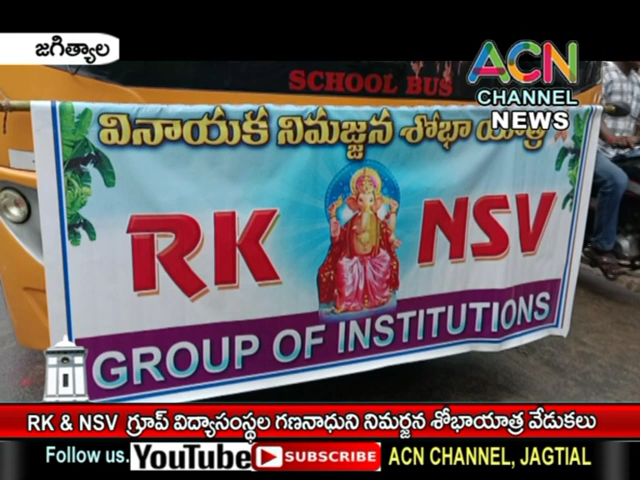 జగిత్యాల
ACN
CHANNEL
NEWS
SCHOOL BUS
వినాయక నిమజ్జన శోభా యాత్ర
RK NSV
GROUP OF INSTITUTIONS
RK & NSV గ్రూప్ విద్యాసంస్థల గణనాధుని నిమర్జన శోభాయాత్ర వేడుకలు
Follow us. YouTube SUBSCRIBE ACN CHANNEL, JAGTIAL